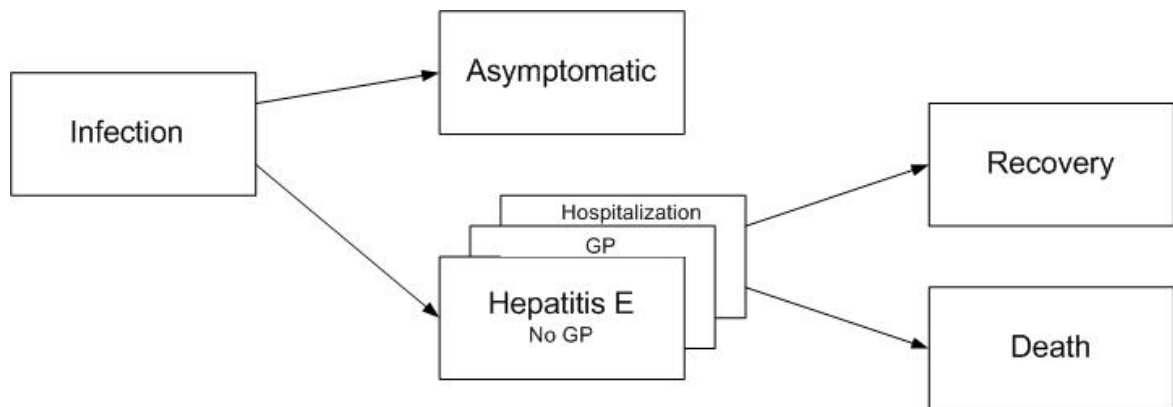 Infection
Asymptomatic
Hospitalization
GP
Hepatitis E
No GP
Recovery
Death